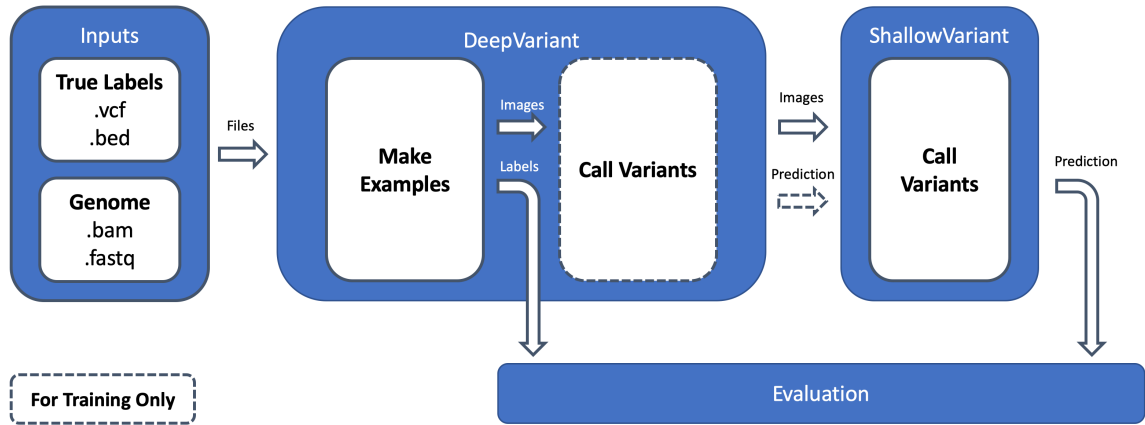 Inputs
True Labels
.vcf
.bed
Genome
.bam
.fastq
Files
DeepVariant
Make
Examples
Images
Labels
Call Variants
Images
Prediction
ShallowVariant
Call
Variants
Prediction
For Training Only
Evaluation